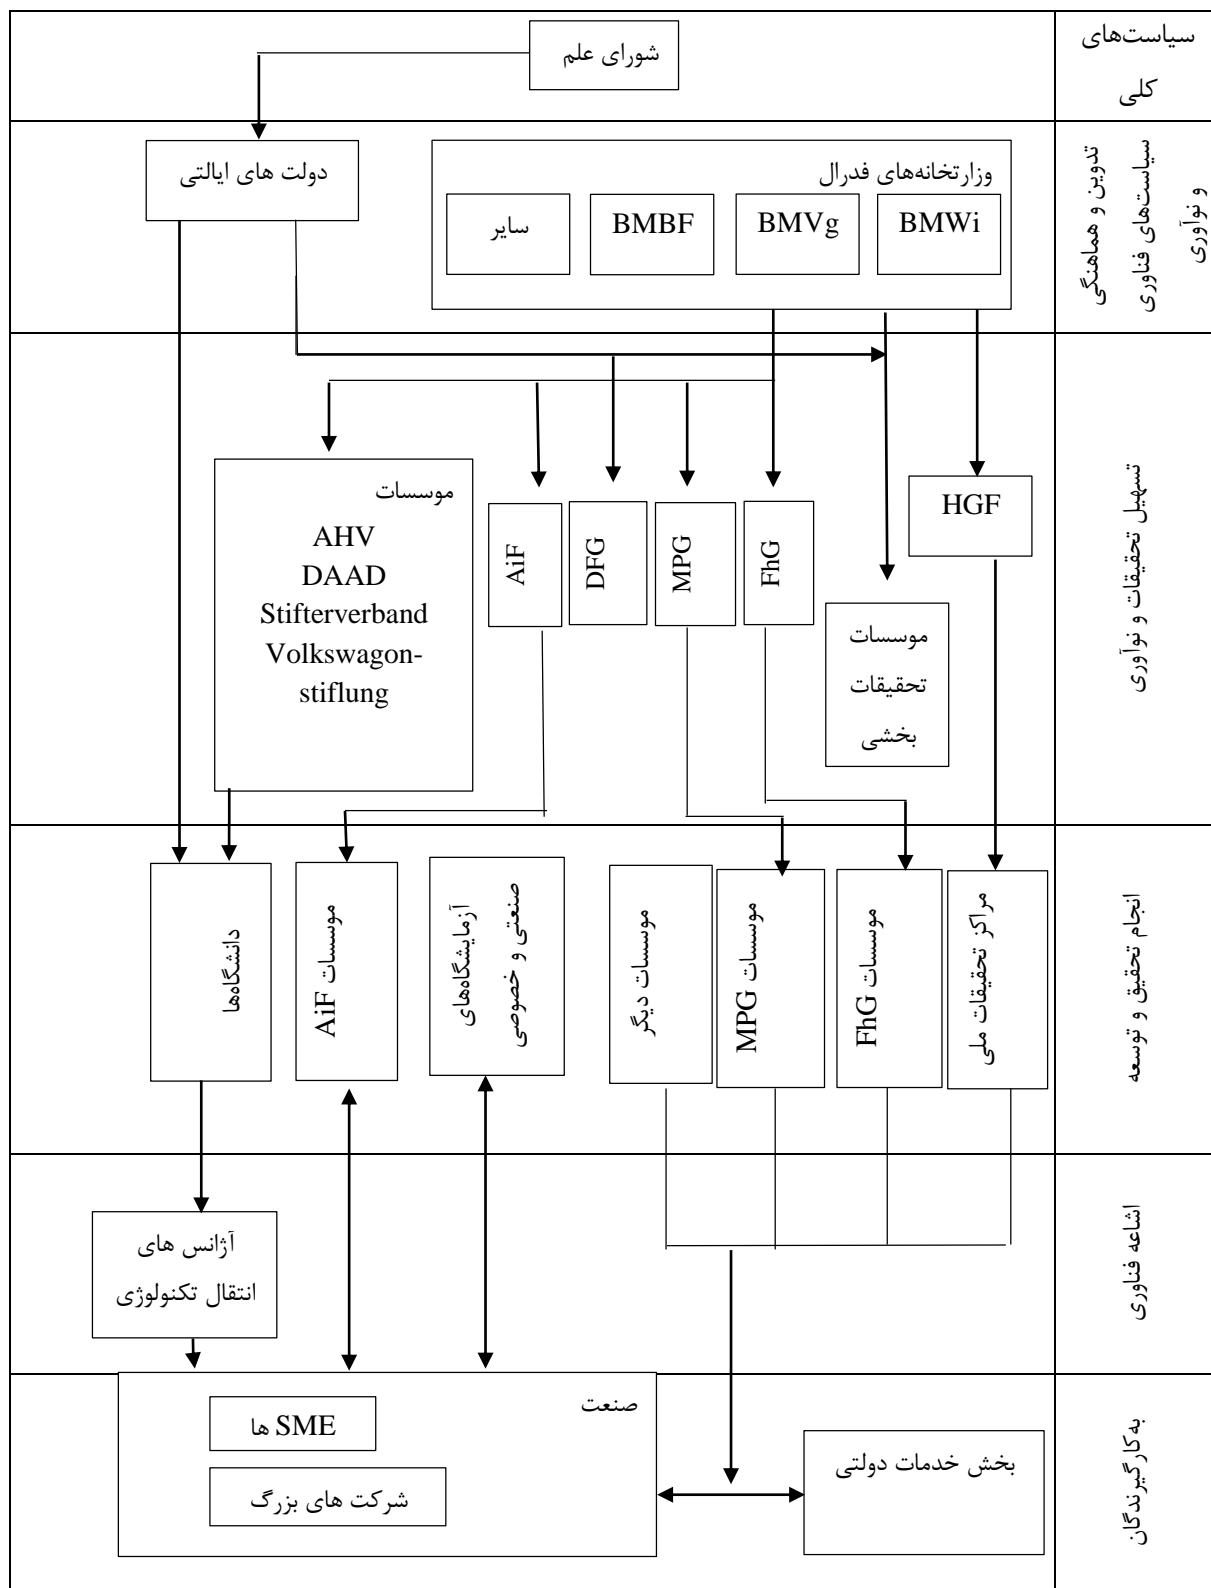 سیاست‌های
کلی
شورای علم
تدوین و هماهنگی
سیاست‌های فناوری
و نوآوری
وزارتخانه‌های فدرال
BMWi
BMVg
BMBF
سایر
دولت های ایالتی
تسهیل تحقیقات و نوآوری
HGF
موسسات
تحقیقات
بخشی
FhG
MPG
DFG
AiF
موسسات
AHV
DAAD
Stifterverband
Volkswagon-
stiflung
انجام تحقیق و توسعه
مراکز تحقیقات ملی
موسسات FhG
موسسات MPG
موسسات دیگر
آزمایشگاه‌های
صنعتی و خصوصی
موسسات AiF
دانشگاه‌ها
اشاعه فناوری
آژانس های
انتقال تکنولوژی
به‌کارگیرندگان
بخش خدمات دولتی
صنعت
SME ها
شرکت های بزرگ